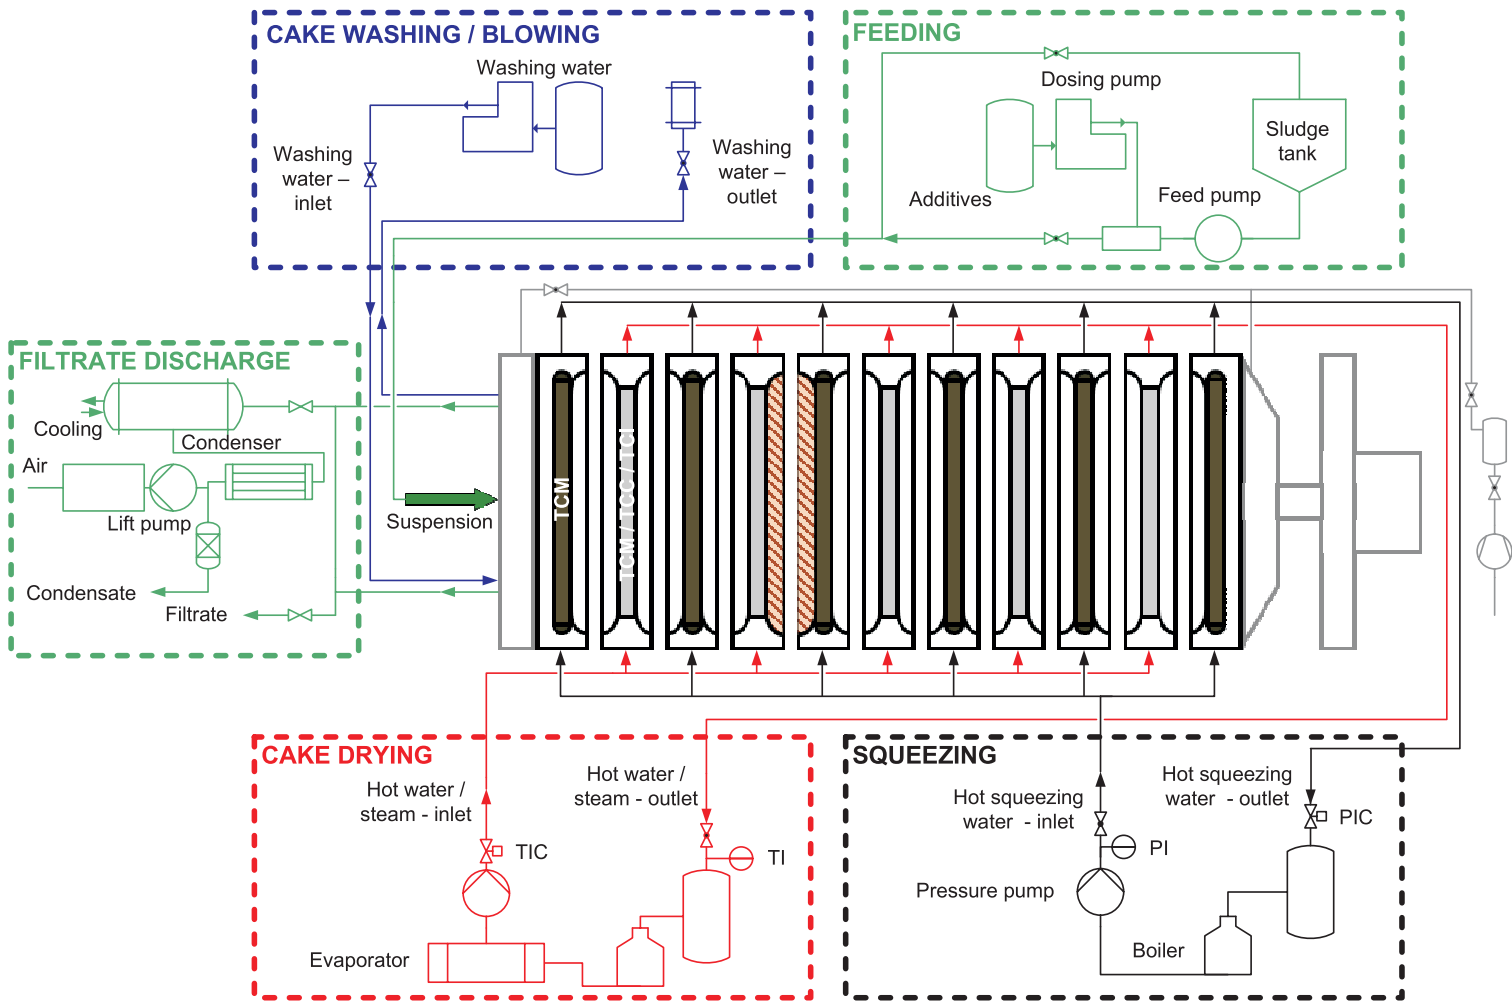 CAKE WASHING / BLOWING
Washing water
Washing
water –
inlet
Washing
water –
outlet
FEEDING
Dosing pump
Sludge
tank
Additives
Feed pump
FILTRATE DISCHARGE
Cooling
Condenser
Air
Lift pump
Condensate
Filtrate
Suspension
TCM
TCM / TCC / TCI
CAKE DRYING
Hot water /
steam - inlet
Hot water /
steam - outlet
TIC
TI
Evaporator
SQUEEZING
Hot squeezing
water - inlet
Hot squeezing
water - outlet
PIC
PI
Pressure pump
Boiler